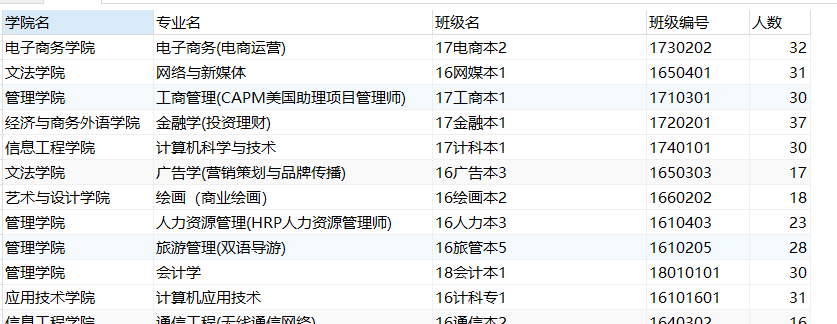 学院名 专业名 班级名 班级编号 人数
电子商务学院 电子商务(电商运营) 17电商本2 1730202 32
文法学院 网络与新媒体 16网媒本1 1650401 31
管理学院 工商管理(CAPM美国助理项目管理师) 17工商本1 1710301 30
经济与商务外语学院 金融学(投资理财) 17金融本1 1720201 37
信息工程学院 计算机科学与技术 17计科本1 1740101 30
文法学院 广告学(营销策划与品牌传播) 16广告本3 1650303 17
艺术与设计学院 绘画（商业绘画） 16绘画本2 1660202 18
管理学院 人力资源管理(HRP人力资源管理师) 16人力本3 1610403 23
管理学院 旅游管理(双语导游) 16旅管本5 1610205 28
管理学院 会计学 18会计本1 18010101 30
应用技术学院 计算机应用技术 16计科专1 16101601 31
信息工程学院 通信工程(无线通信网络) 16通信本2 1640302 16